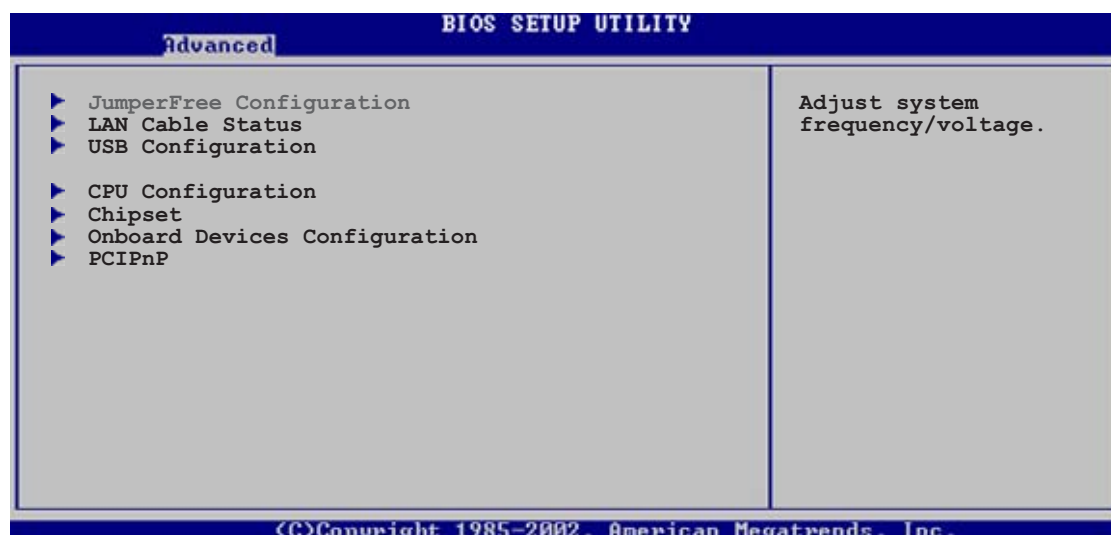 BIOS SETUP UTILITY
Advanced
JumperFree Configuration
LAN Cable Status
USB Configuration
CPU Configuration
Chipset
Onboard Devices Configuration
PCIPnP
Adjust system
frequency/voltage.
(C)Copyright 1985-2002, American Megatrends, Inc.